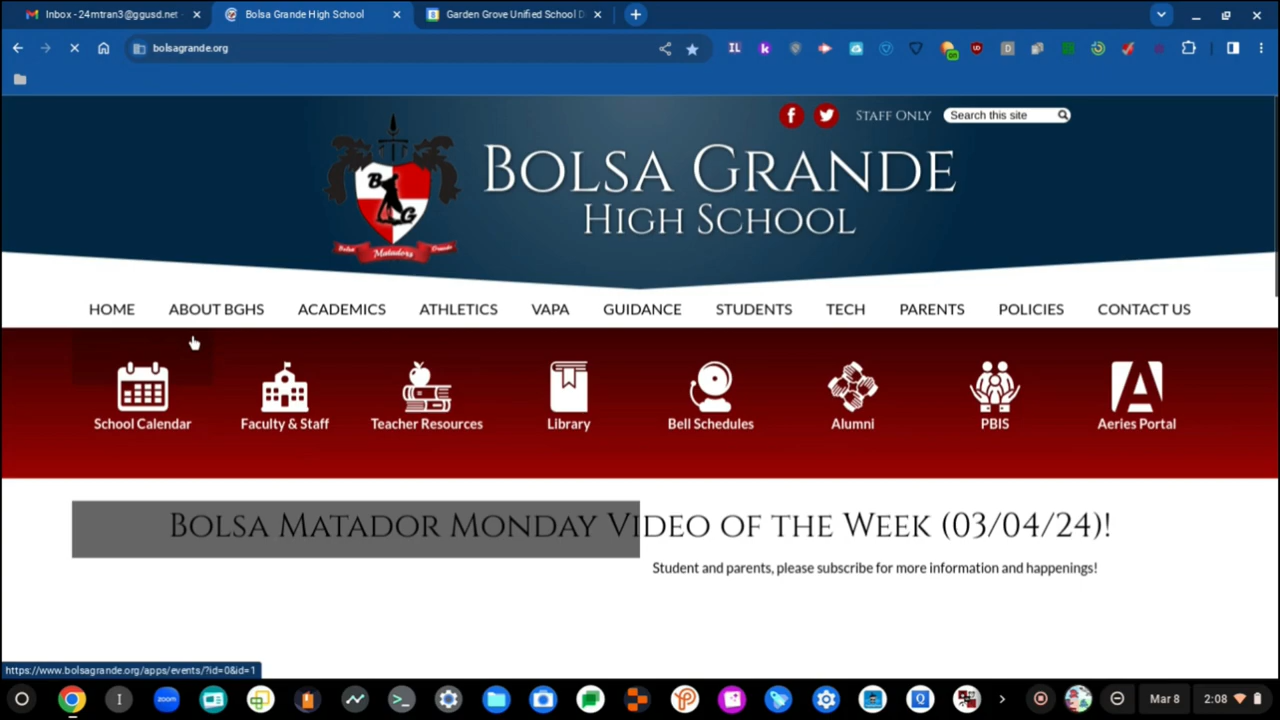 Inbox - 24mtran3@ggusd.net
Bolsa Grande High School
Garden Grove Unified School D
bolsagrande.org
STAFF ONLY
Search this site
BOLSA GRANDE
HIGH SCHOOL
B
G
Bolsa Matadors Grande
HOME
ABOUT BGHS
ACADEMICS
ATHLETICS
VAPA
GUIDANCE
STUDENTS
TECH
PARENTS
POLICIES
CONTACT US
School Calendar
Faculty & Staff
Teacher Resources
Library
Bell Schedules
Alumni
PBIS
Aeries Portal
BOLSA MATADOR MONDAY VIDEO OF THE WEEK (03/04/24)!
Student and parents, please subscribe for more information and happenings!
https://www.bolsagrande.org/apps/events/?id=0&id=1
zoom
Mar 8
2:08